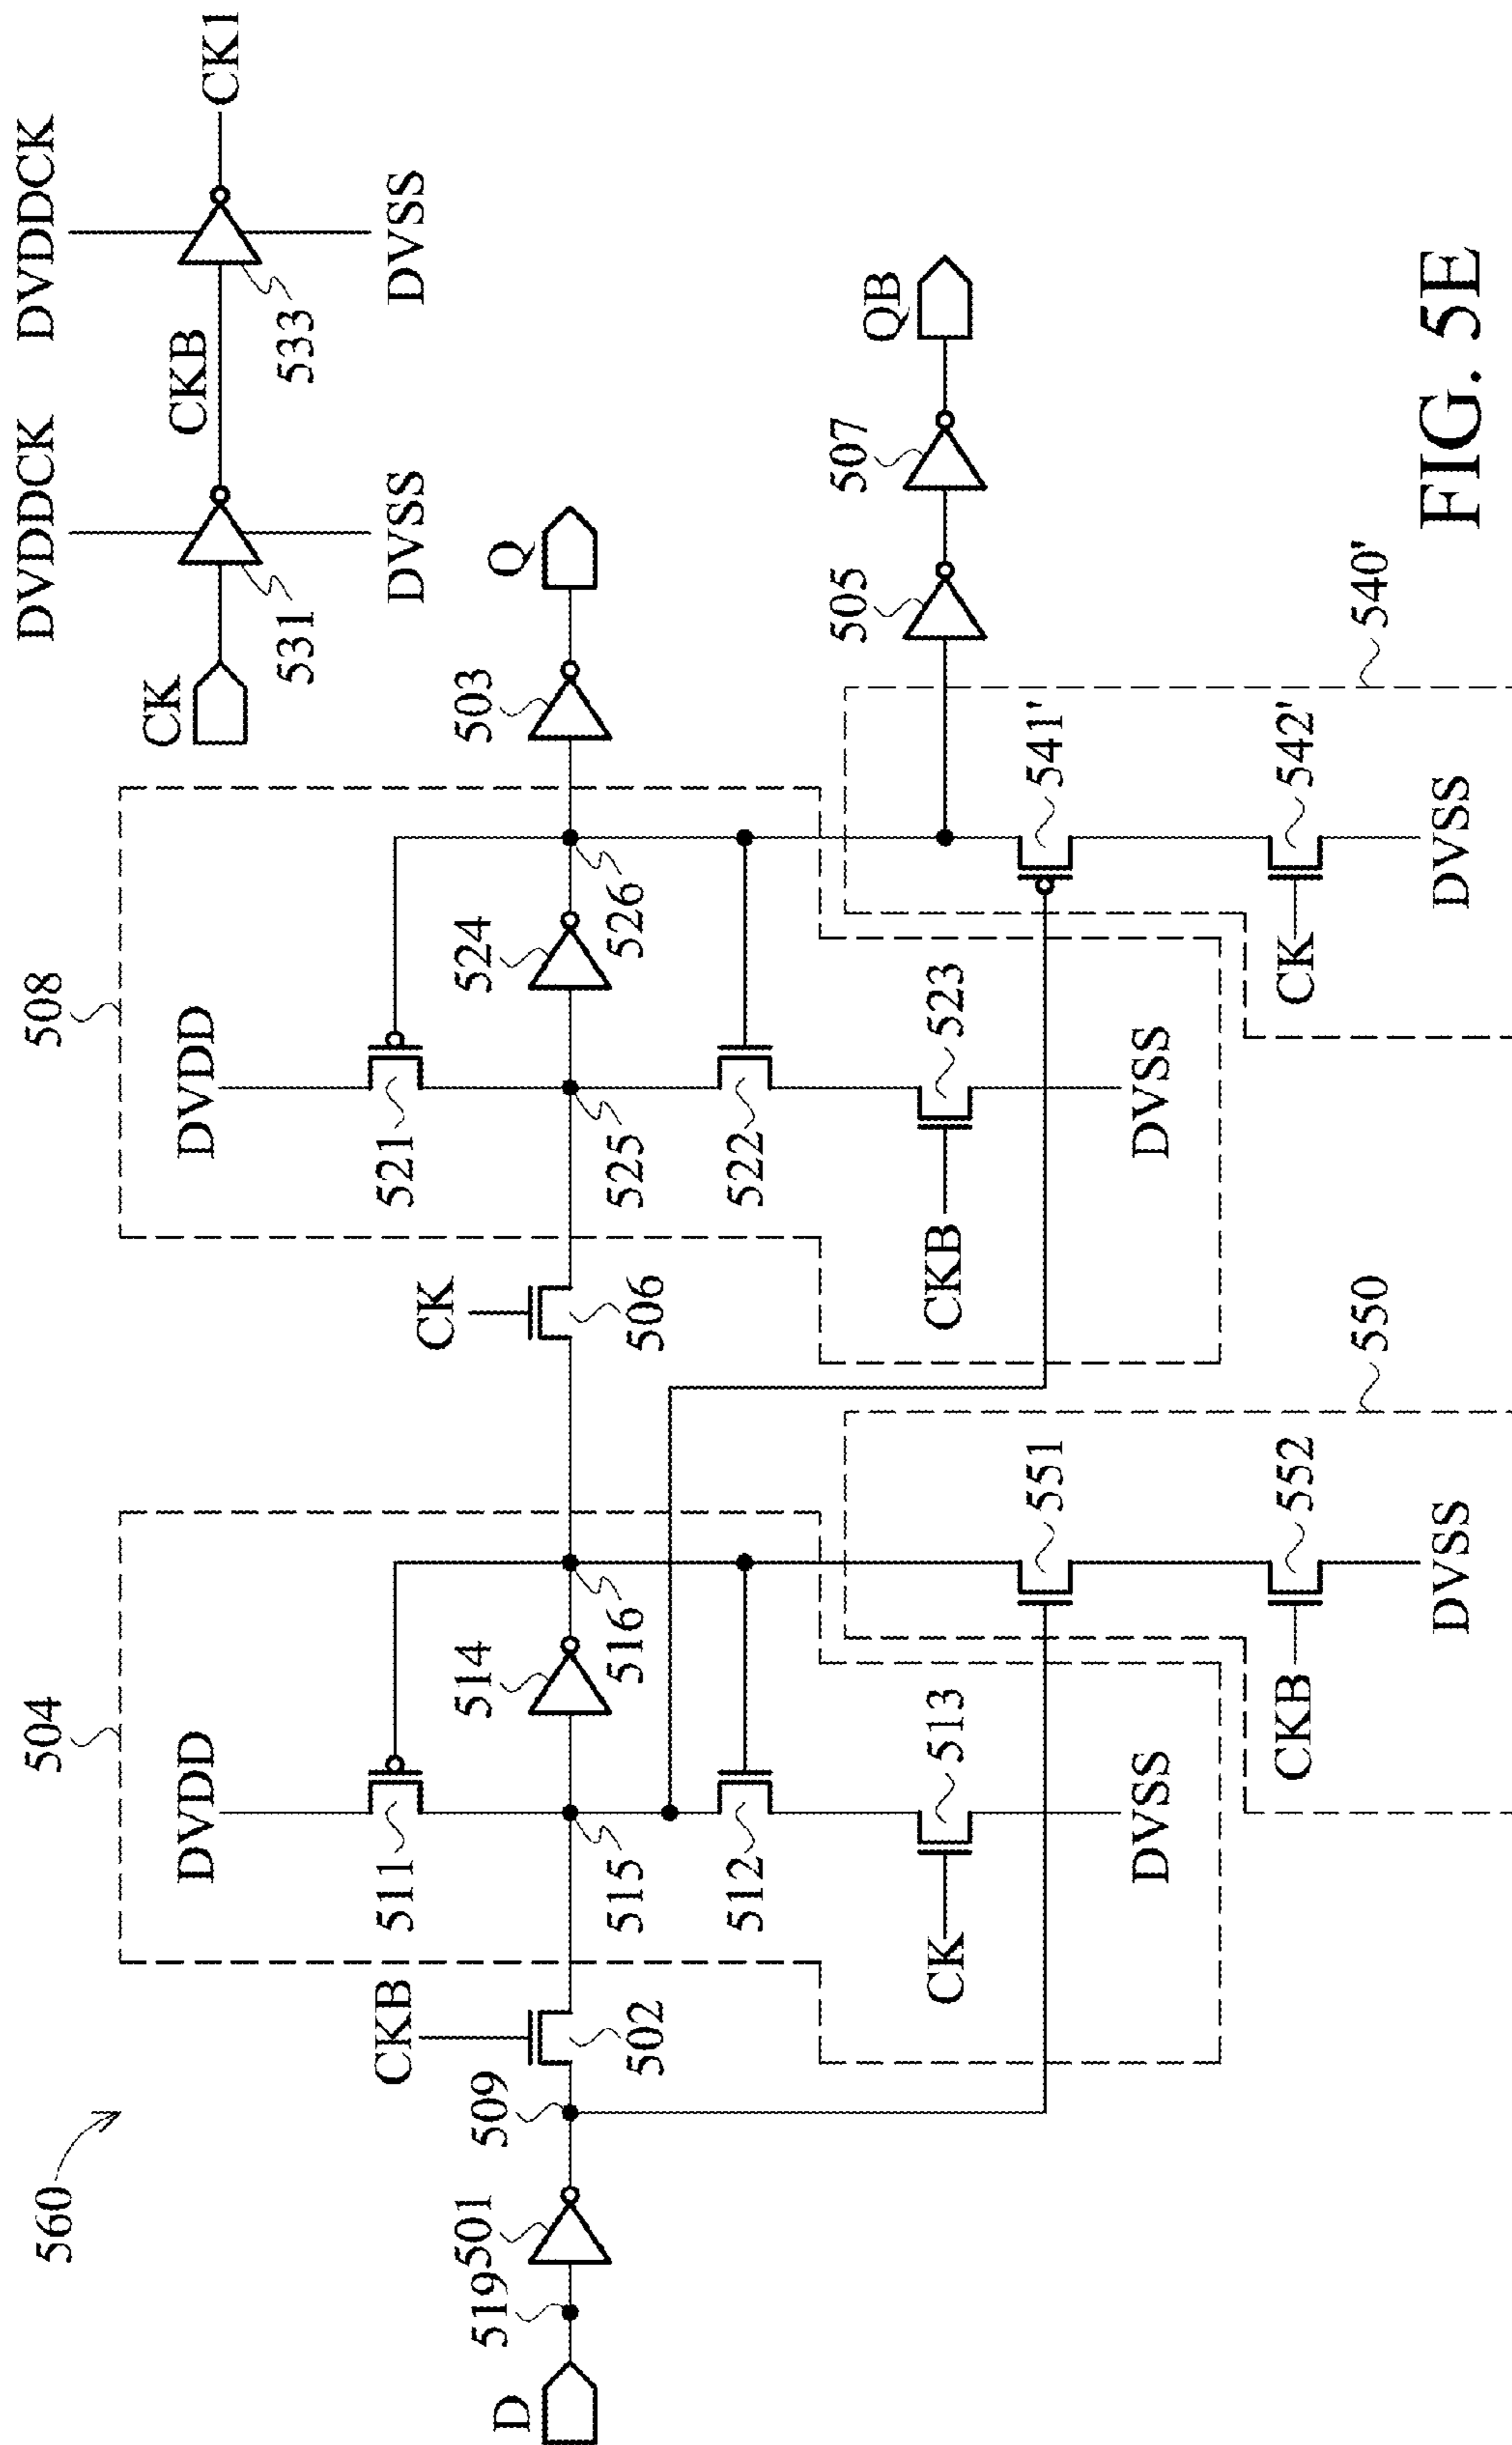 560
DVDDCK
DVDDCK
CK
CKB
CK1
531
533
DVSS
DVSS
504
508
DVDD
DVDD
CKB
CK
511
521
D
519
501
509
502
514
506
524
503
Q
515
516
525
526
512
522
505
507
QB
CK
513
CKB
523
551
541'
DVSS
DVSS
CKB
552
550
CK
542'
540'
DVSS
DVSS
FIG. 5E